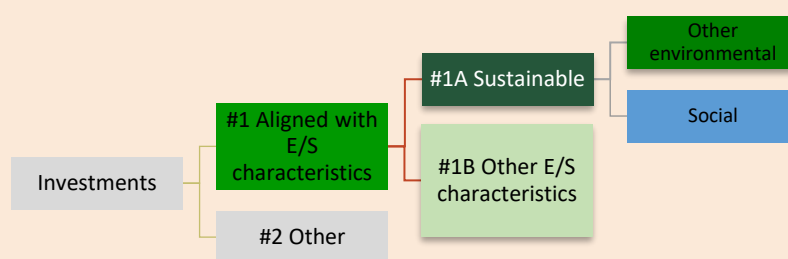 Investments
#1 Aligned with
E/S
characteristics
#2 Other
#1A Sustainable
#1B Other E/S
characteristics
Other
environmental
Social